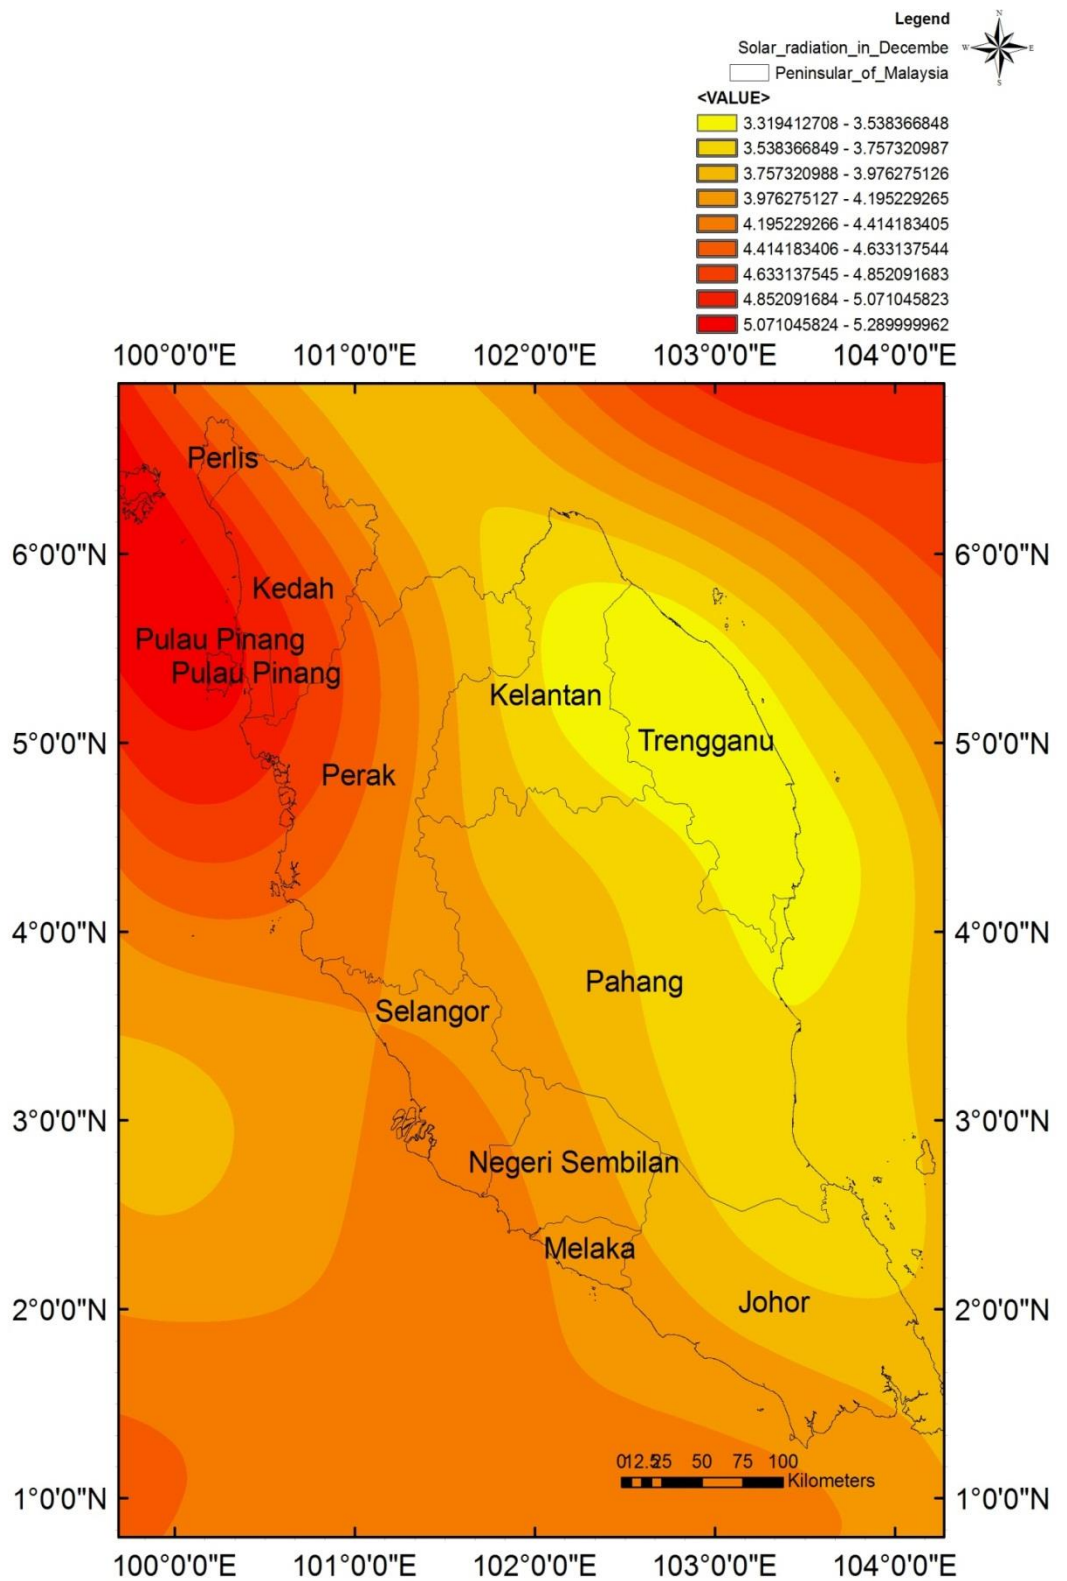 Legend
N
Solar_radiation_in_Decembe
W
E
Peninsular_of_Malaysia
S
<VALUE>
3.319412708 - 3.538366848
3.538366849 - 3.757320987
3.757320988 - 3.976275126
3.976275127 - 4.195229265
4.195229266 - 4.414183405
4.414183406 - 4.633137544
4.633137545 - 4.852091683
4.852091684 - 5.071045823
5.071045824 - 5.289999962
100°0'0"E 101°0'0"E 102°0'0"E 103°0'0"E 104°0'0"E
Perlis
6°0'0"N 6°0'0"N
Kedah
Pulau Pinang
Pulau Pinang
Kelantan
5°0'0"N Trengganu 5°0'0"N
Perak
4°0'0"N 4°0'0"N
Pahang
Selangor
3°0'0"N 3°0'0"N
Negeri Sembilan
Melaka
2°0'0"N Johor 2°0'0"N
0 12.5 25 50 75 100
Kilometers
1°0'0"N 1°0'0"N
100°0'0"E 101°0'0"E 102°0'0"E 103°0'0"E 104°0'0"E